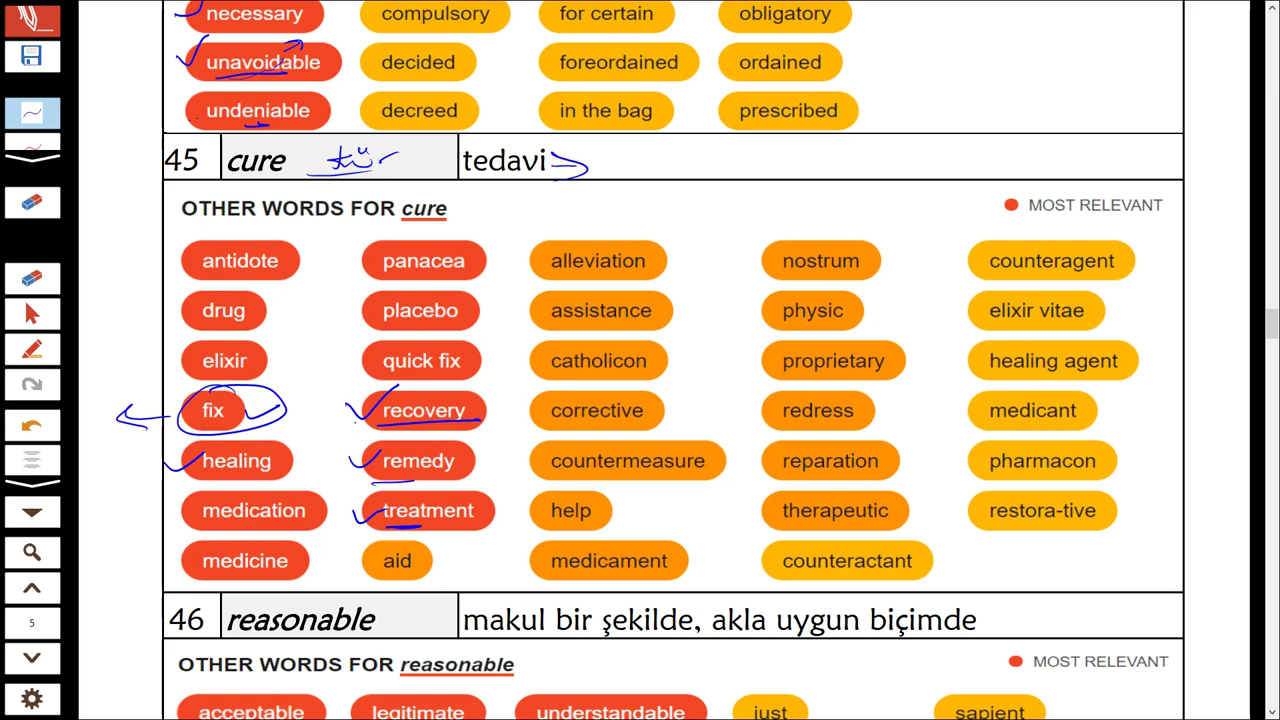 necessary compulsory for certain obligatory
unavoidable decided foreordained ordained
undeniable decreed in the bag prescribed
45 cure tür tedavi
OTHER WORDS FOR cure MOST RELEVANT
antidote panacea alleviation nostrum counteragent
drug placebo assistance physic elixir vitae
elixir quick fix catholicon proprietary healing agent
fix recovery corrective redress medicant
healing remedy countermeasure reparation pharmacon
medication treatment help therapeutic restora-tive
medicine aid medicament counteractant
46 reasonable makul bir şekilde, akla uygun biçimde
OTHER WORDS FOR reasonable MOST RELEVANT
acceptable legitimate understandable just sapient
5